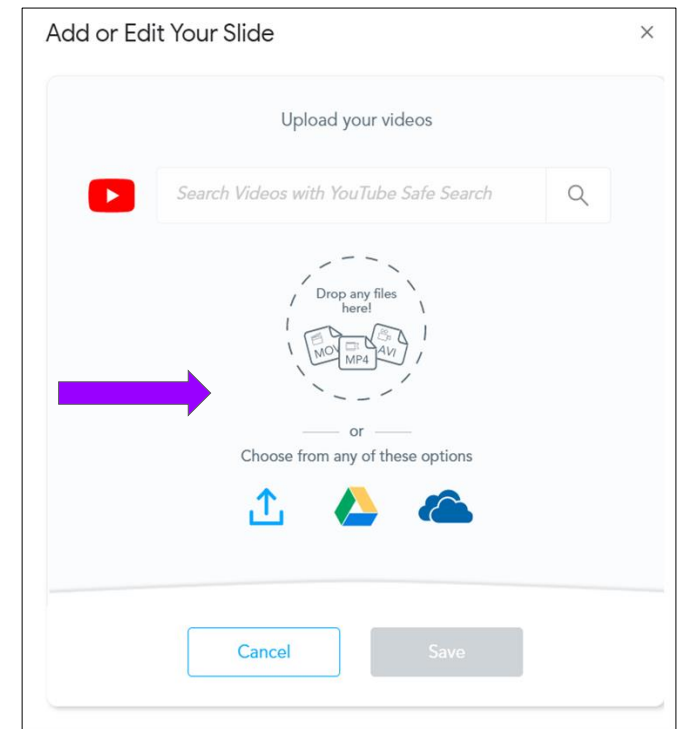 Add or Edit Your Slide
Upload your videos
Search Videos with YouTube Safe Search
Drop any files
here!
MOV
MP4
AVI
or
Choose from any of these options
Cancel
Save